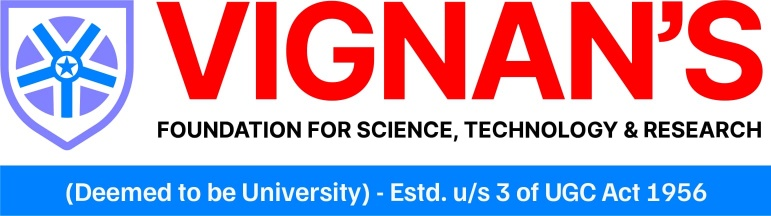 VIGNAN'S
FOUNDATION FOR SCIENCE, TECHNOLOGY & RESEARCH
(Deemed to be University) - Estd. u/s 3 of UGC Act 1956